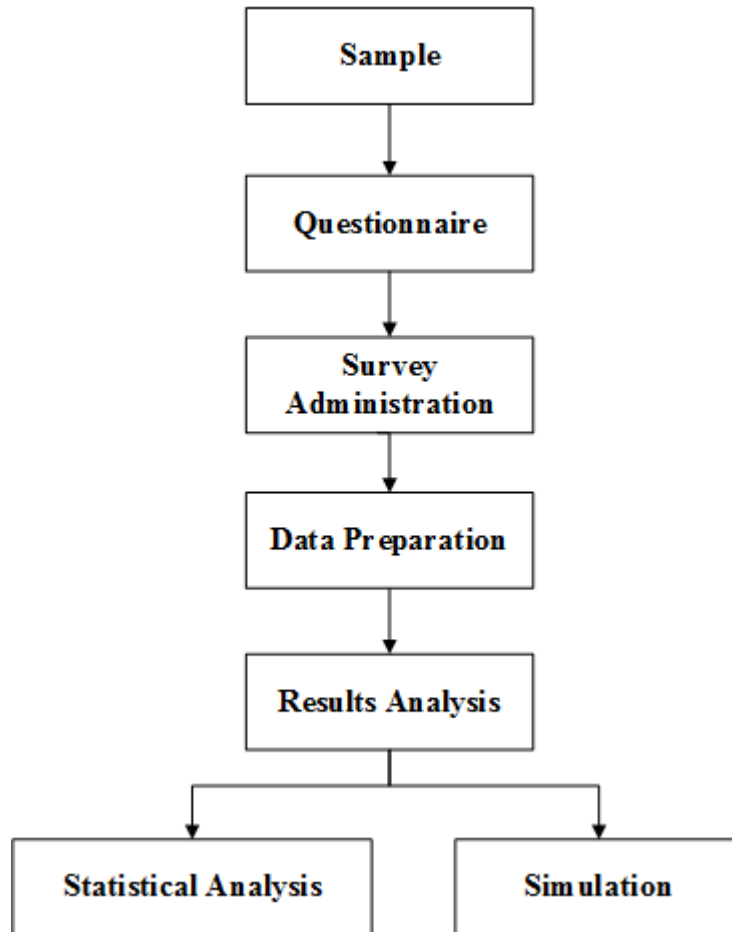 Sample
Questionnaire
Survey
Administration
Data Preparation
Results Analysis
Statistical Analysis
Simulation